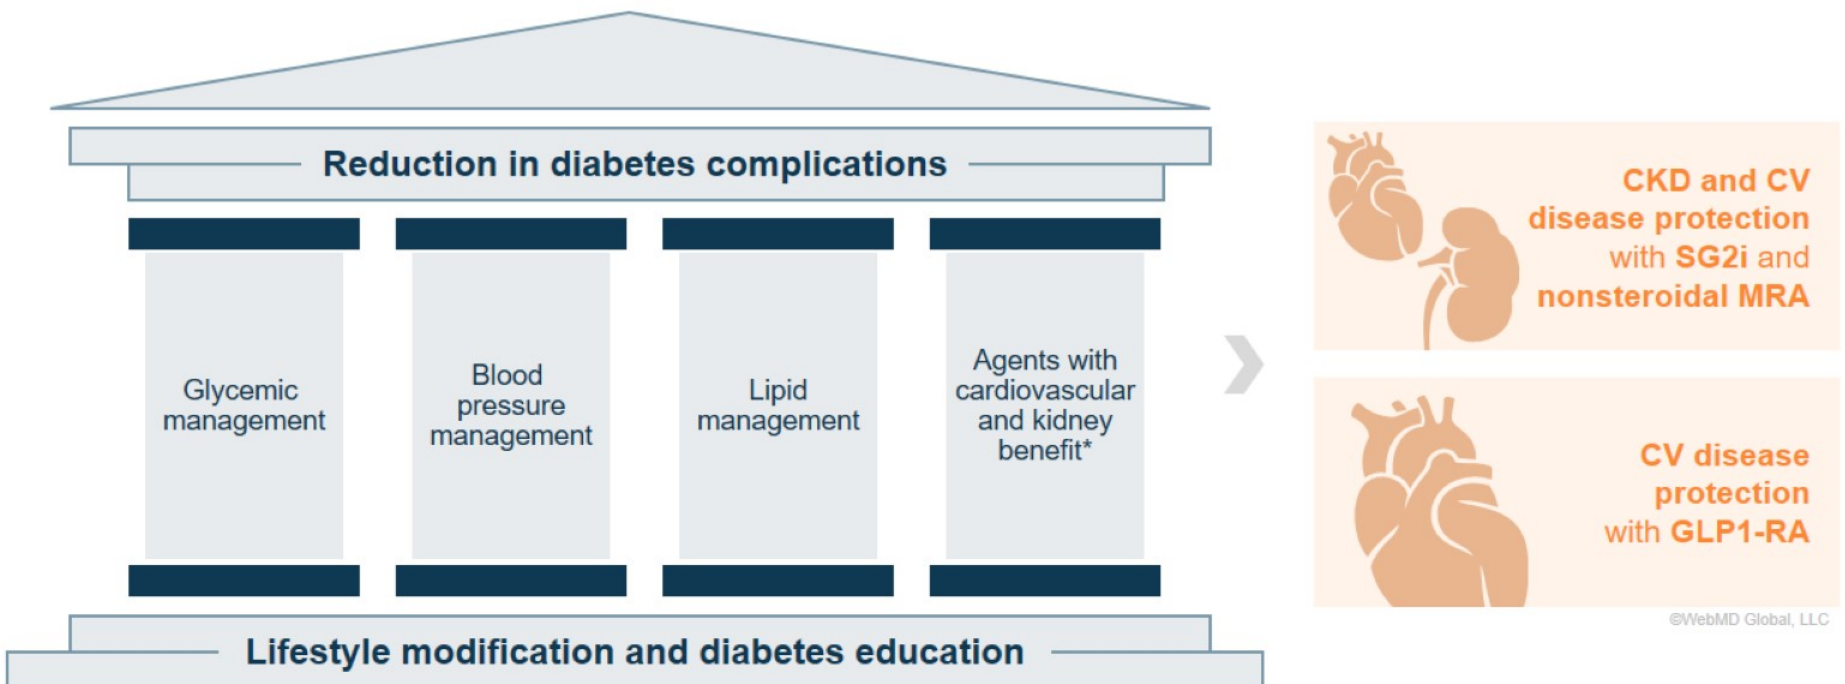 Reduction in diabetes complications
Glycemic
management
Blood
pressure
management
Lipid
management
Agents with
cardiovascular
and kidney
benefit*
Lifestyle modification and diabetes education
CKD and CV
disease protection
with SG2i and
nonsteroidal MRA
CV disease
protection
with GLP1-RA
©WebMD Global, LLC